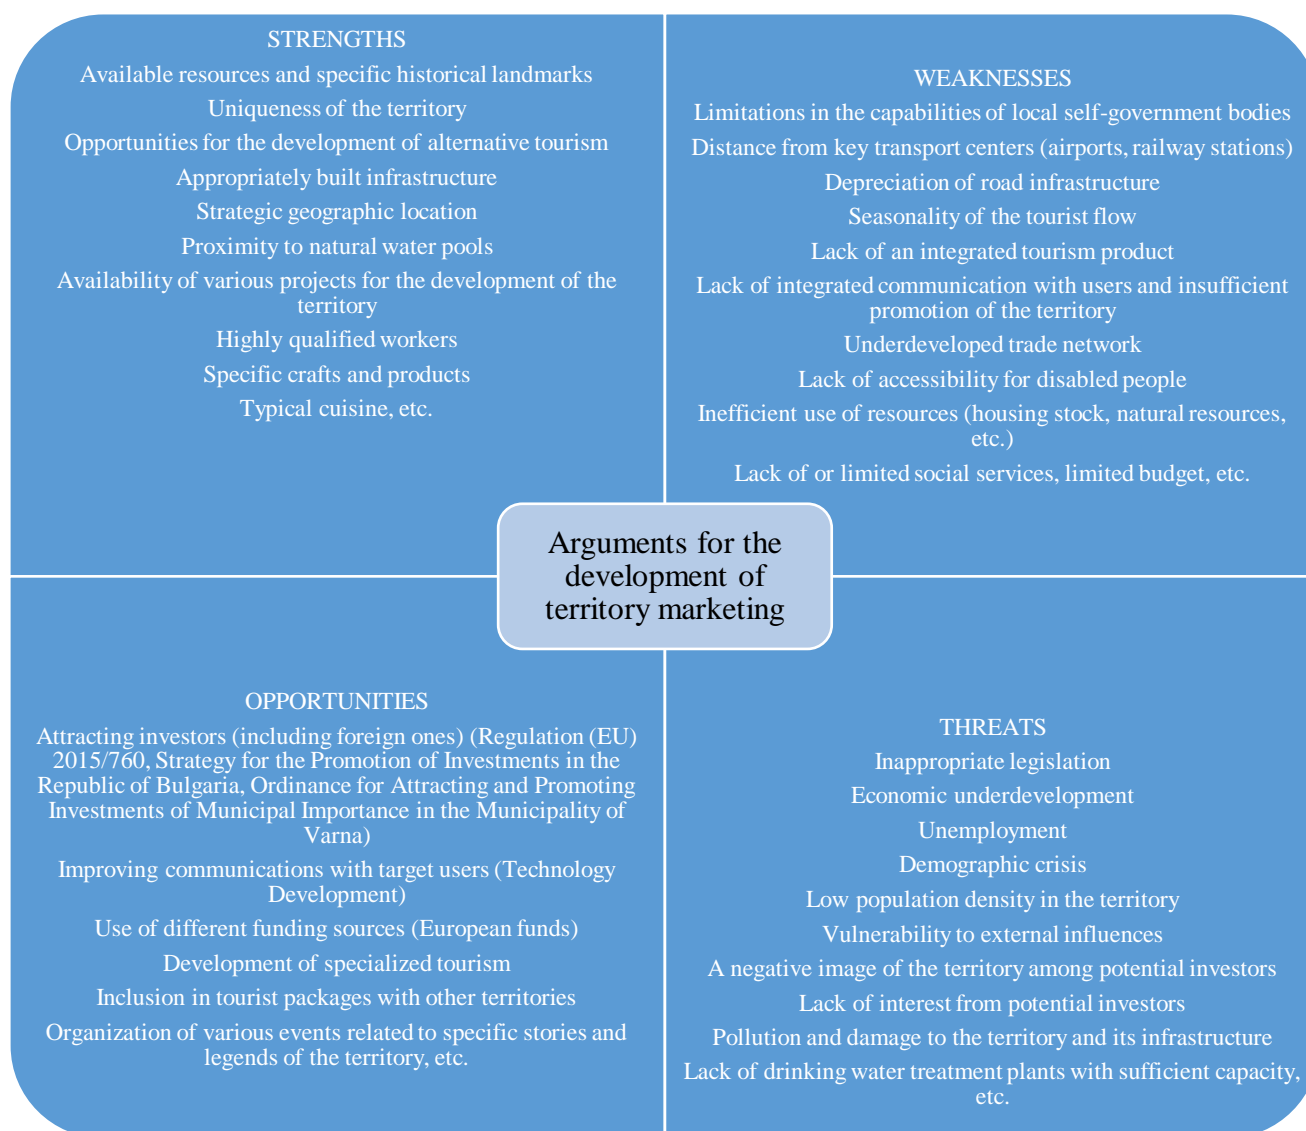 STRENGTHS
Available resources and specific historical landmarks
Uniqueness of the territory
Opportunities for the development of alternative tourism
Appropriately built infrastructure
Strategic geographic location
Proximity to natural water pools
Availability of various projects for the development of the
territory
Highly qualified workers
Specific crafts and products
Typical cuisine, etc.
WEAKNESSES
Limitations in the capabilities of local self-government bodies
Distance from key transport centers (airports, railway stations)
Depreciation of road infrastructure
Seasonality of the tourist flow
Lack of an integrated tourism product
Lack of integrated communication with users and insufficient
promotion of the territory
Underdeveloped trade network
Lack of accessibility for disabled people
Inefficient use of resources (housing stock, natural resources,
etc.)
Lack of or limited social services, limited budget, etc.
Arguments for the
development of
territory marketing
OPPORTUNITIES
Attracting investors (including foreign ones) (Regulation (EU)
2015/760, Strategy for the Promotion of Investments in the
Republic of Bulgaria, Ordinance for Attracting and Promoting
Investments of Municipal Importance in the Municipality of
Varna)
Improving communications with target users (Technology
Development)
Use of different funding sources (European funds)
Development of specialized tourism
Inclusion in tourist packages with other territories
Organization of various events related to specific stories and
legends of the territory, etc.
THREATS
Inappropriate legislation
Economic underdevelopment
Unemployment
Demographic crisis
Low population density in the territory
Vulnerability to external influences
A negative image of the territory among potential investors
Lack of interest from potential investors
Pollution and damage to the territory and its infrastructure
Lack of drinking water treatment plants with sufficient capacity,
etc.